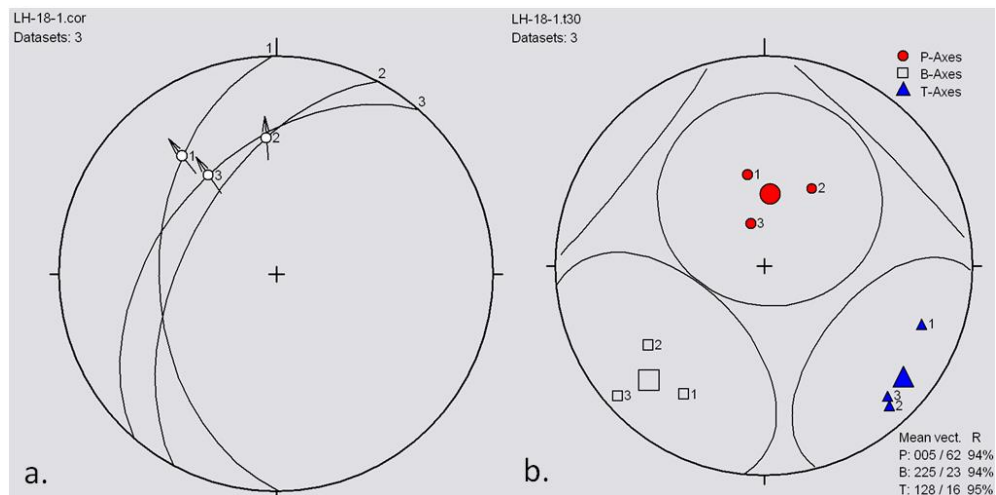 LH-18-1.cor
Datasets: 3
1
2
3
1
2
3
a.
LH-18-1.t30
Datasets: 3
P-Axes
B-Axes
T-Axes
1
2
3
1
2
3
1
3
2
b.
Mean vect. R
P: 005 / 62 94%
B: 225 / 23 94%
T: 128 / 16 95%